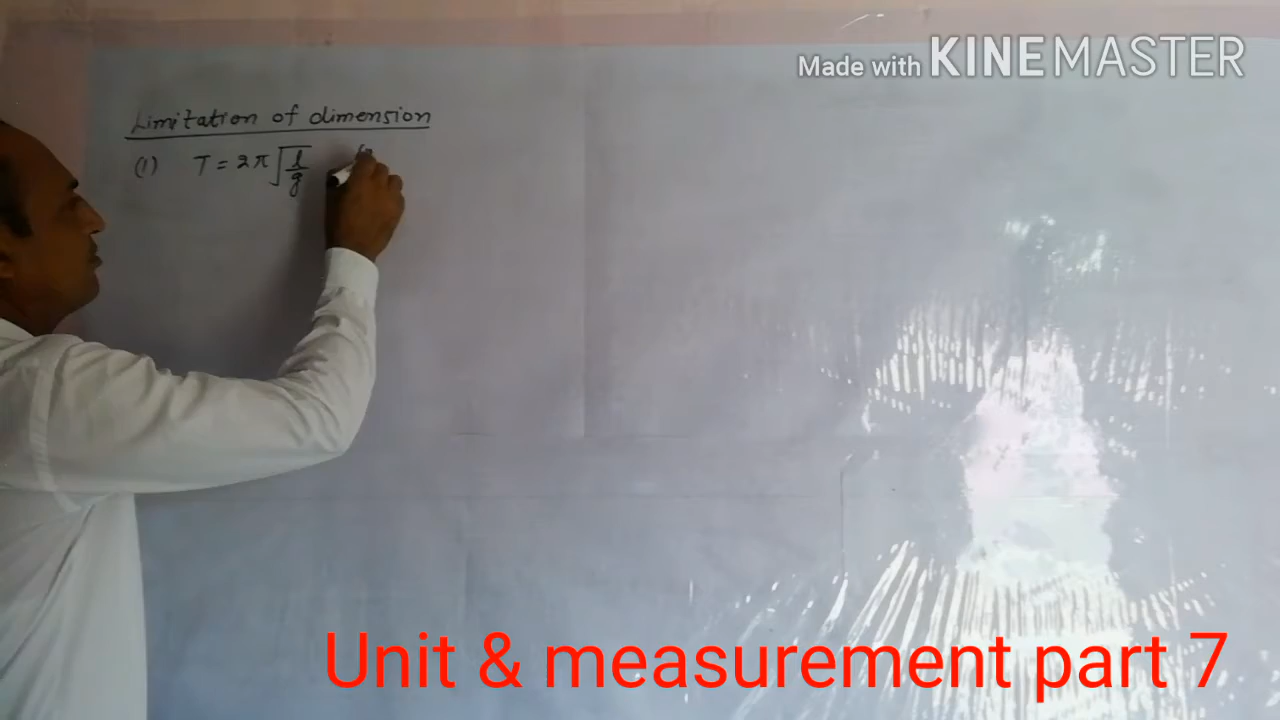 Made with KINEMASTER
Limitation of dimension
(1) T = 2π √(l/g)
Unit & measurement part 7